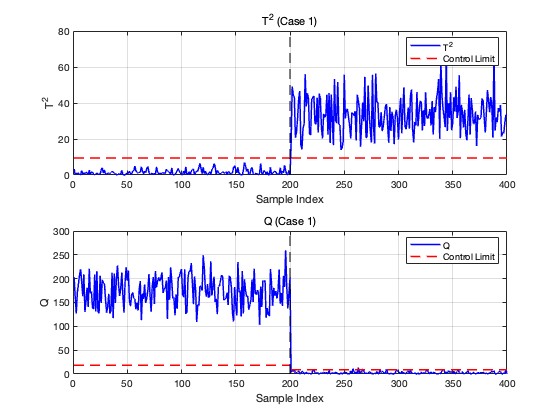 T² (Case 1)
80
60
40
20
0
T²
T²
Control Limit
0 50 100 150 200 250 300 350 400
Sample Index
Q (Case 1)
300
250
200
150
100
50
0
Q
Q
Control Limit
0 50 100 150 200 250 300 350 400
Sample Index